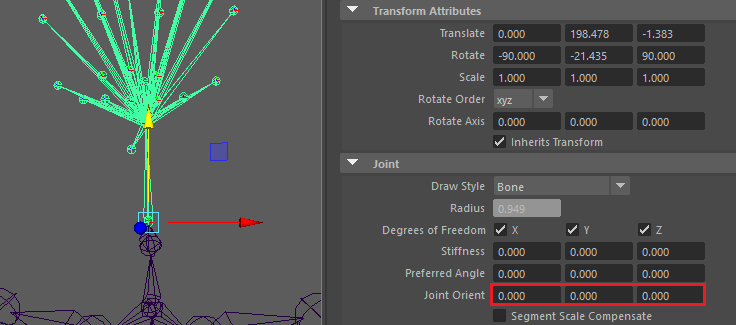 Transform Attributes
Translate 0.000 198.478 -1.383
Rotate -90.000 -21.435 90.000
Scale 1.000 1.000 1.000
Rotate Order xyz
Rotate Axis 0.000 0.000 0.000
Inherits Transform
Joint
Draw Style Bone
Radius 0.949
Degrees of Freedom X Y Z
Stiffness 0.000 0.000 0.000
Preferred Angle 0.000 0.000 0.000
Joint Orient 0.000 0.000 0.000
Segment Scale Compensate